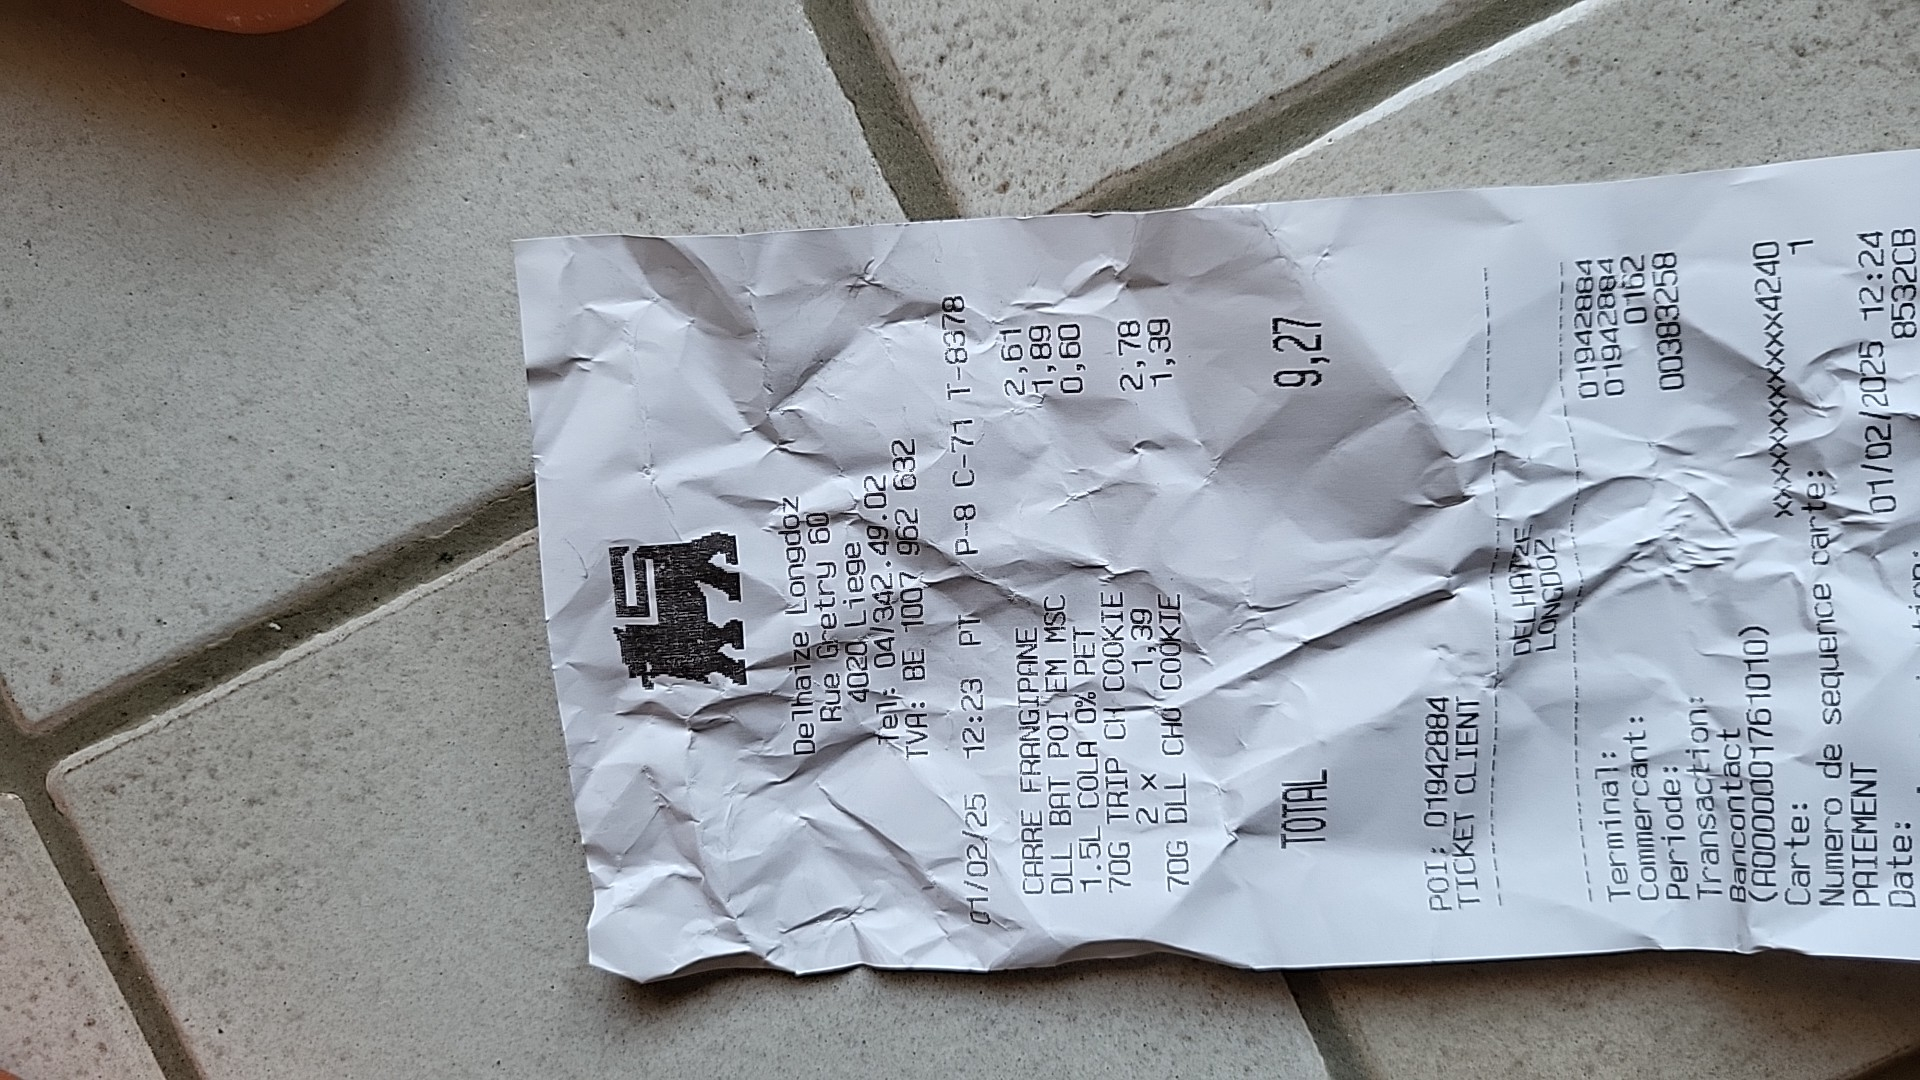 Delhaize Longdoz
Rue Gretry 60
4020 Liege
Tel: 04/342.49.02
TVA: BE 1007 962 632
01/02/25 12:23 PT P-8 C-71 T-8378
CARRE FRANGIPANE 2,61
DLL BAT POI EM MSC 1,89
1.5L COLA 0% PET 0,60
70G TRIP CH COOKIE
2 x 1,39 2,78
70G DLL CHO COOKIE 1,39
TOTAL 9,27
POI: 01942884
TICKET CLIENT
DELHAIZE
LONGDOZ
Terminal: 01942884
Commercant: 01942884
Periode: 0162
Transaction: 00383258
Bancontact
(A0000001761010)
Carte: xxxxxxxxxxxxx4240
Numero de sequence carte: 1
PAIEMENT
Date: 01/02/2025 12:24
8532CB